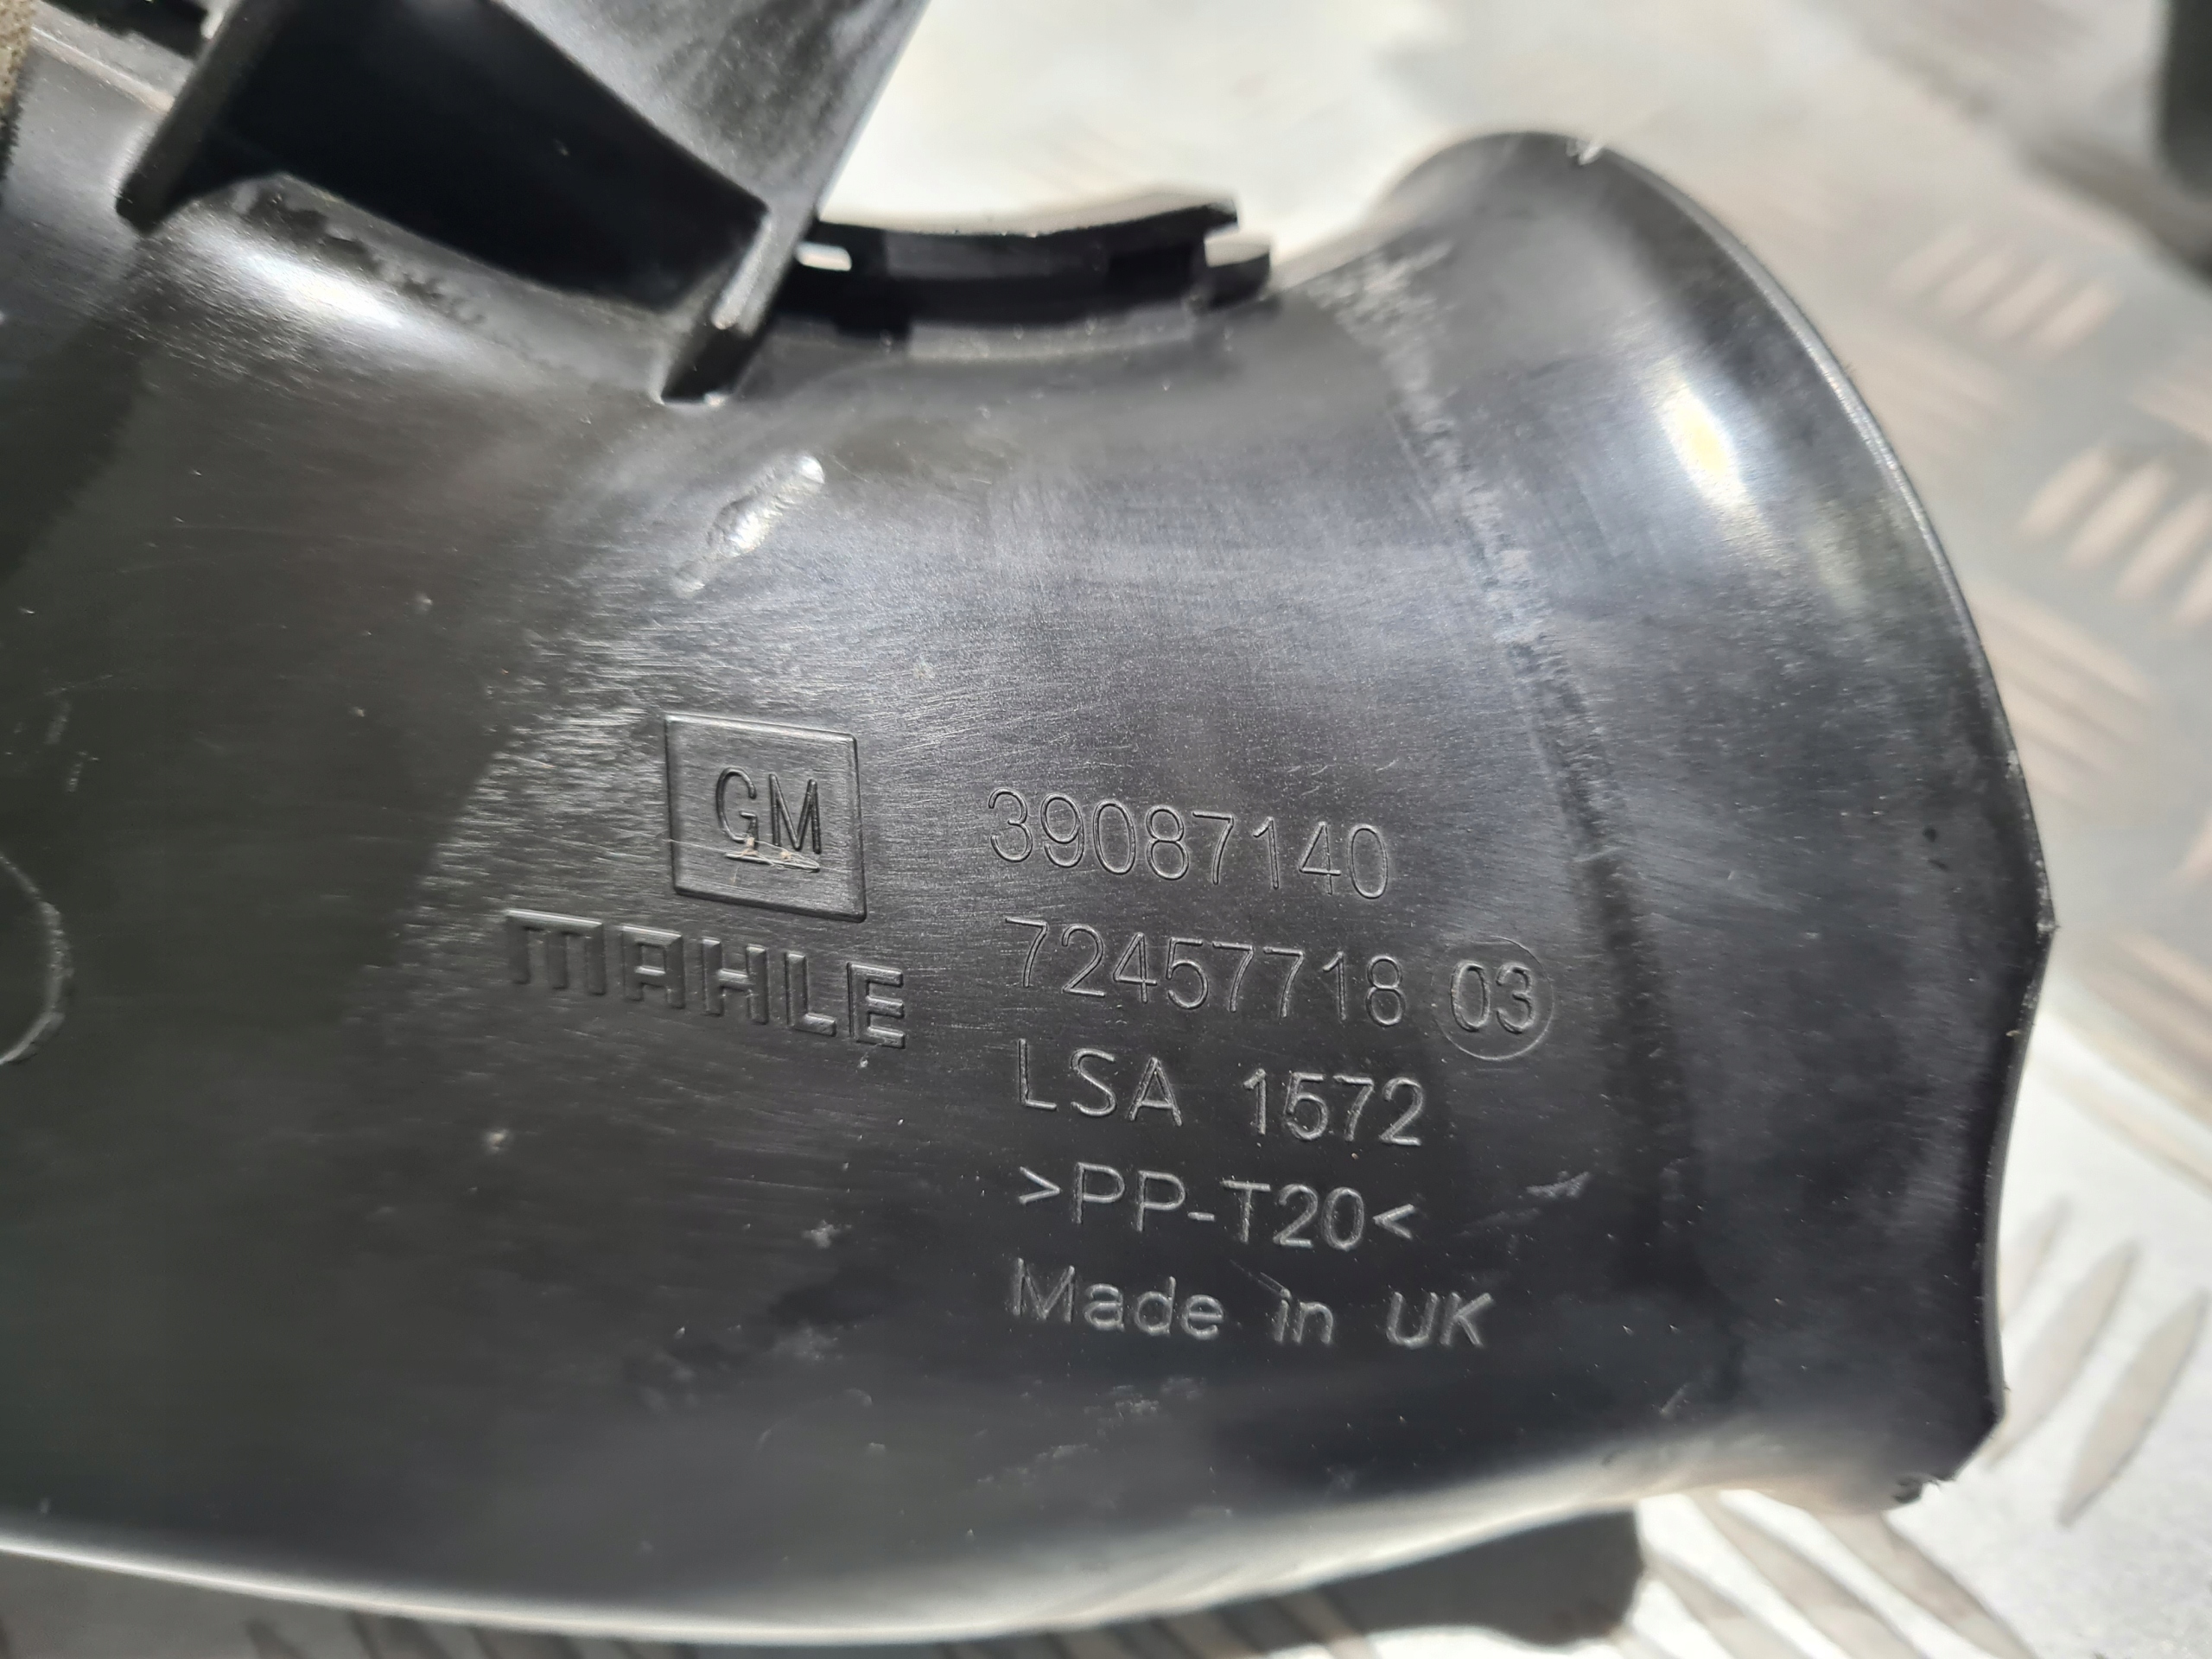 GM
39087140
MAHLE
72457718 03
LSA 1572
>PP-T20<
Made in UK